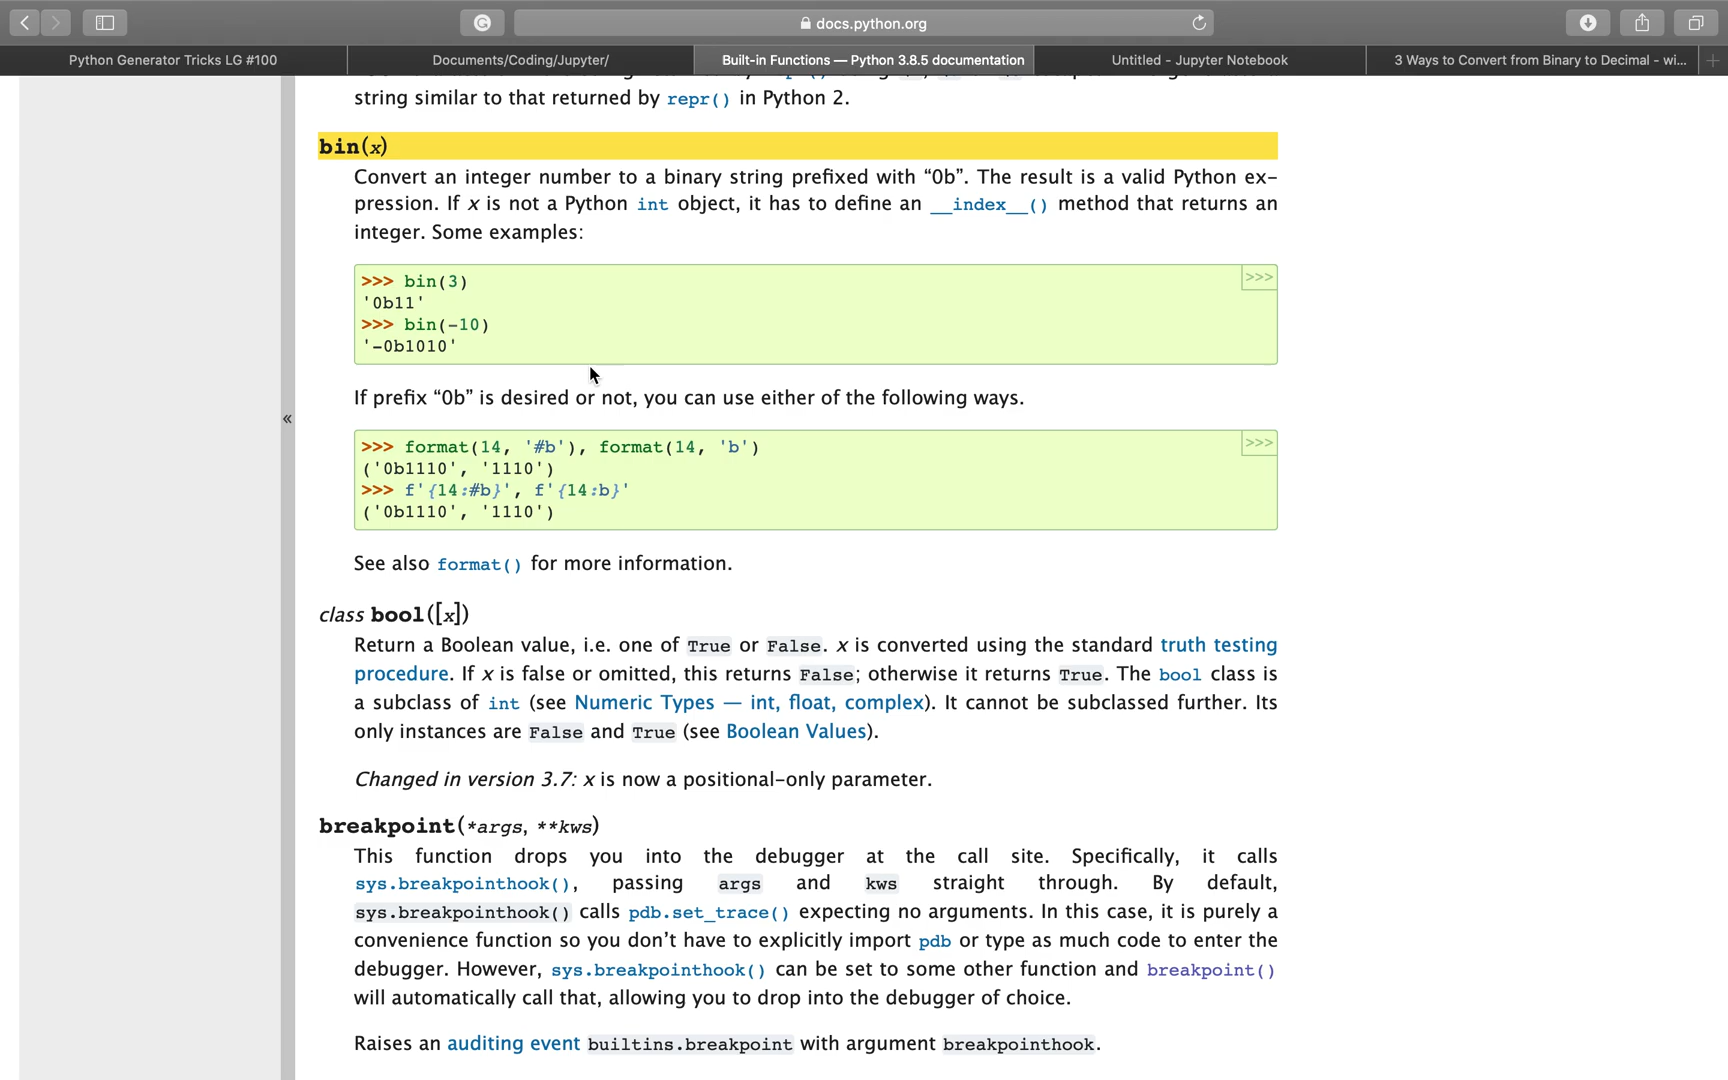 docs.python.org
Python Generator Tricks LG #100
Documents/Coding/Jupyter/
Built-in Functions — Python 3.8.5 documentation
Untitled - Jupyter Notebook
3 Ways to Convert from Binary to Decimal - wi...
string similar to that returned by repr() in Python 2.
bin(x)
Convert an integer number to a binary string prefixed with “0b”. The result is a valid Python ex-
pression. If x is not a Python int object, it has to define an __index__() method that returns an
integer. Some examples:
>>> bin(3)
>>>
'0b11'
>>> bin(-10)
'-0b1010'
If prefix “0b” is desired or not, you can use either of the following ways.
«
>>> format(14, '#b'), format(14, 'b')
>>>
('0b1110', '1110')
>>> f'{14:#b}', f'{14:b}'
('0b1110', '1110')
See also format() for more information.
class bool([x])
Return a Boolean value, i.e. one of True or False. x is converted using the standard truth testing
procedure. If x is false or omitted, this returns False; otherwise it returns True. The bool class is
a subclass of int (see Numeric Types — int, float, complex). It cannot be subclassed further. Its
only instances are False and True (see Boolean Values).
Changed in version 3.7: x is now a positional-only parameter.
breakpoint(*args, **kws)
This function drops you into the debugger at the call site. Specifically, it calls
sys.breakpointhook(), passing args and kws straight through. By default,
sys.breakpointhook() calls pdb.set_trace() expecting no arguments. In this case, it is purely a
convenience function so you don’t have to explicitly import pdb or type as much code to enter the
debugger. However, sys.breakpointhook() can be set to some other function and breakpoint()
will automatically call that, allowing you to drop into the debugger of choice.
Raises an auditing event builtins.breakpoint with argument breakpointhook.